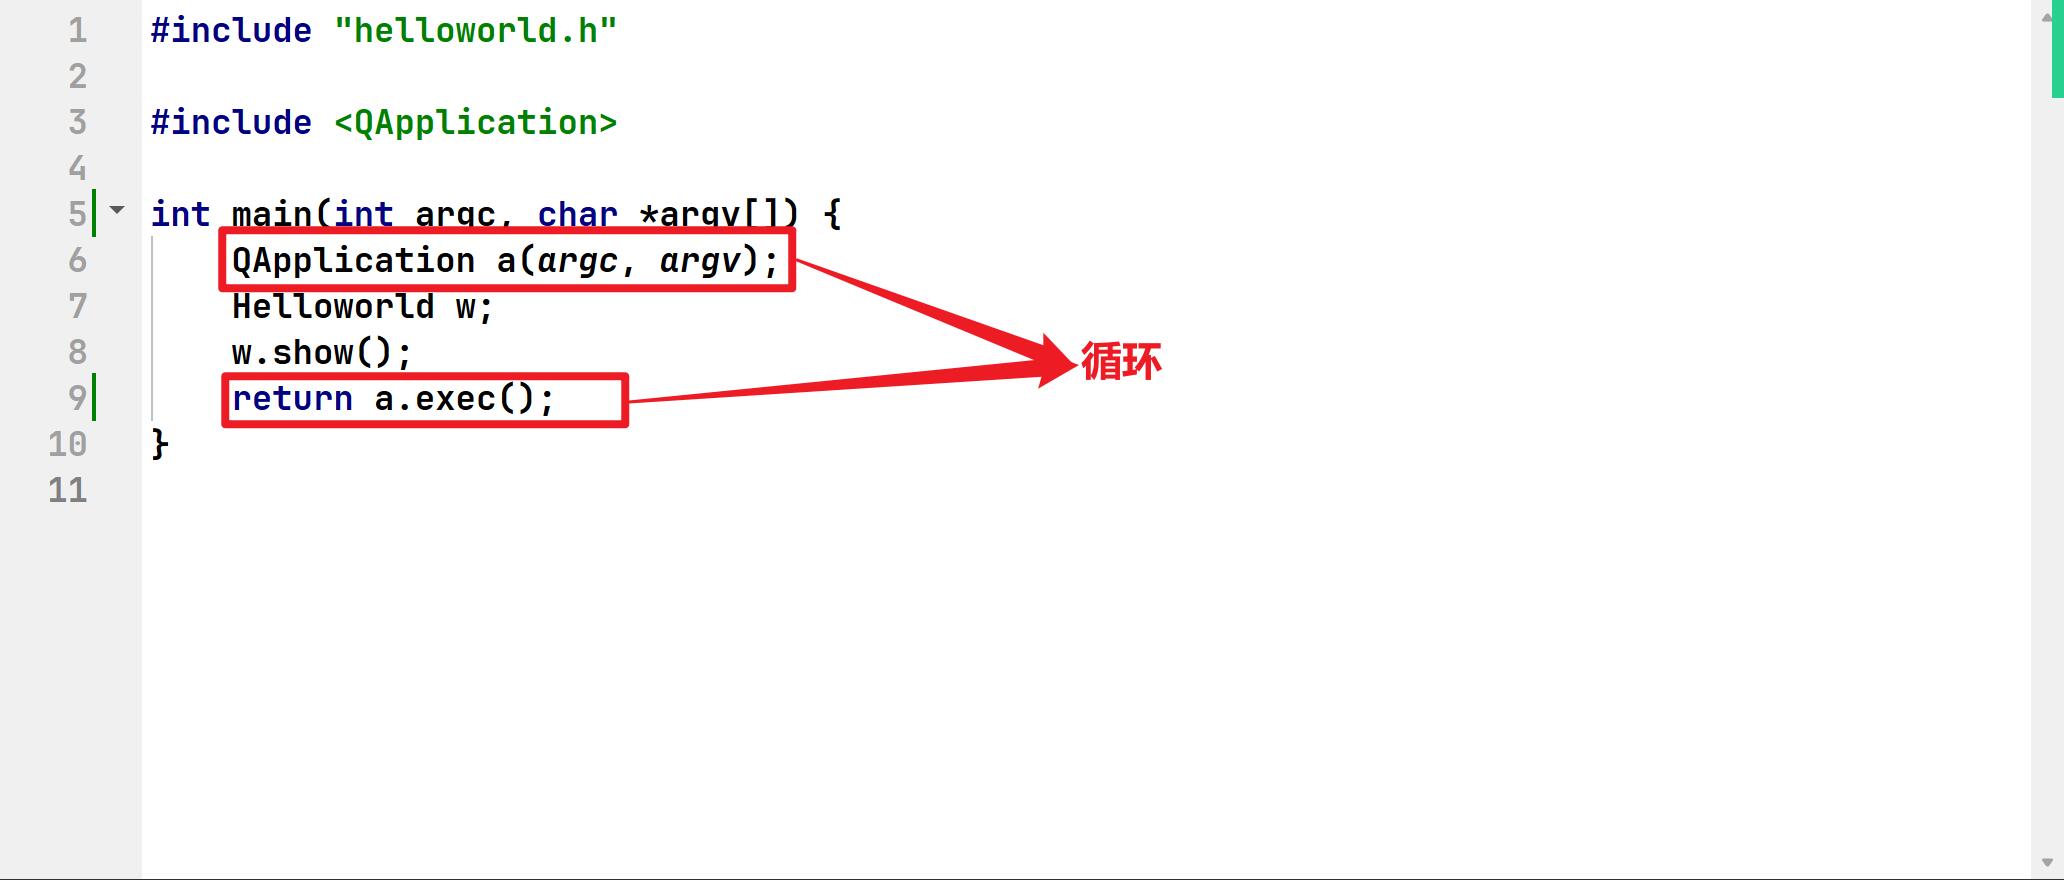 1 #include "helloworld.h"
2
3 #include <QApplication>
4
5 int main(int argc, char *argv[]) {
6 QApplication a(argc, argv);
7 Helloworld w;
8 w.show();
循环
9 return a.exec();
10 }
11